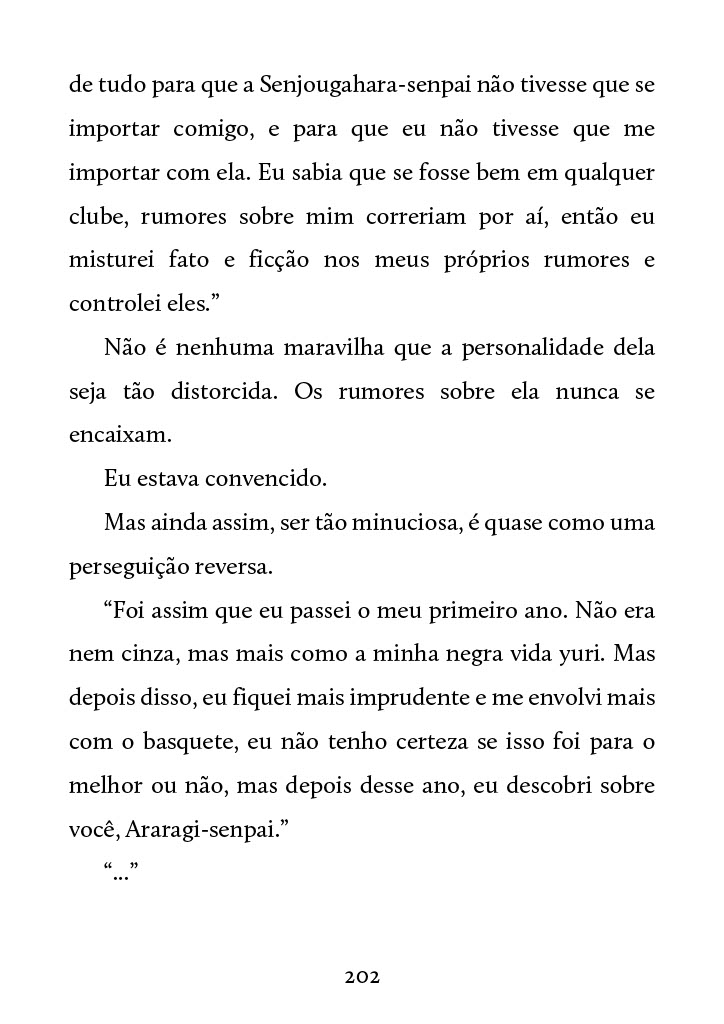 de tudo para que a Senjougahara-senpai não tivesse que se
importar comigo, e para que eu não tivesse que me
importar com ela. Eu sabia que se fosse bem em qualquer
clube, rumores sobre mim correriam por aí, então eu
misturei fato e ficção nos meus próprios rumores e
controlei eles.”
Não é nenhuma maravilha que a personalidade dela
seja tão distorcida. Os rumores sobre ela nunca se
encaixam.
Eu estava convencido.
Mas ainda assim, ser tão minuciosa, é quase como uma
perseguição reversa.
“Foi assim que eu passei o meu primeiro ano. Não era
nem cinza, mas mais como a minha negra vida yuri. Mas
depois disso, eu fiquei mais imprudente e me envolvi mais
com o basquete, eu não tenho certeza se isso foi para o
melhor ou não, mas depois desse ano, eu descobri sobre
você, Araragi-senpai.”
“...”
202